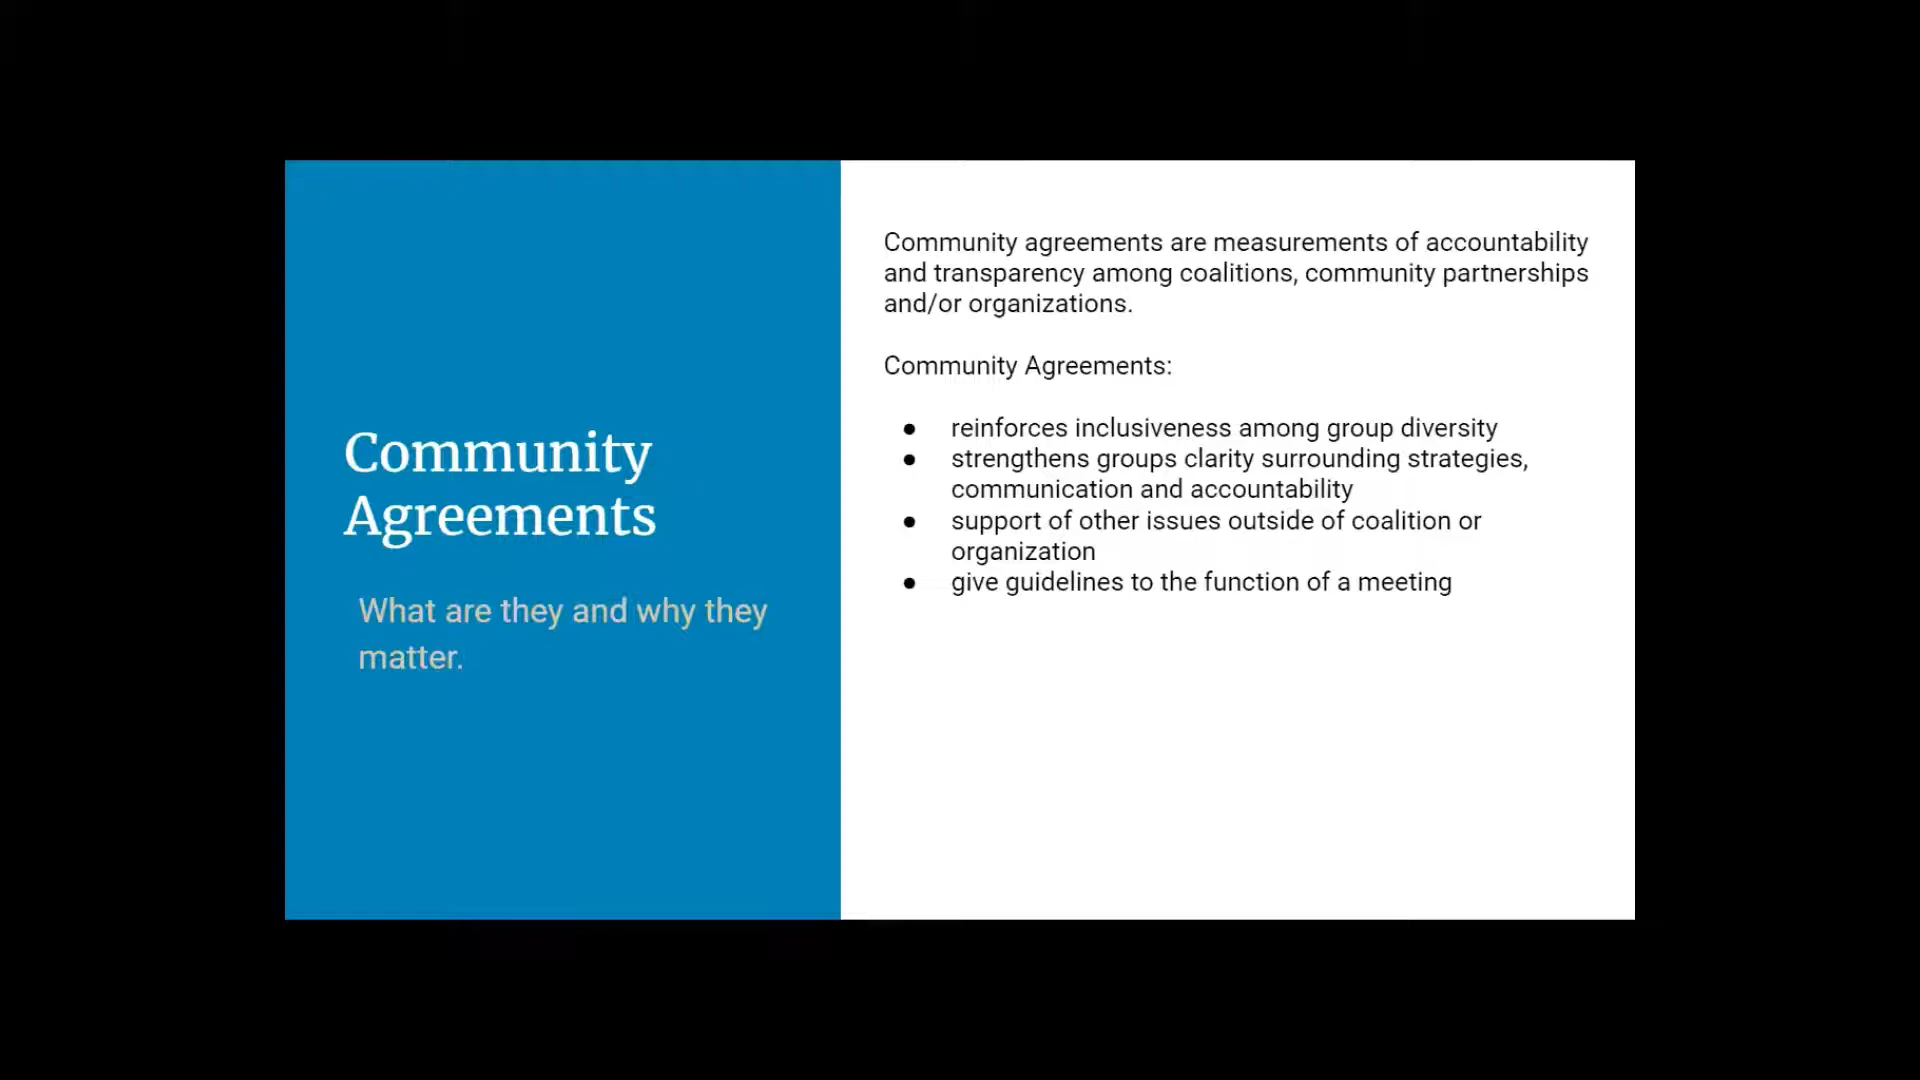 Community
Agreements
What are they and why they
matter.
Community agreements are measurements of accountability
and transparency among coalitions, community partnerships
and/or organizations.
Community Agreements:
● reinforces inclusiveness among group diversity
● strengthens groups clarity surrounding strategies,
communication and accountability
● support of other issues outside of coalition or
organization
● give guidelines to the function of a meeting